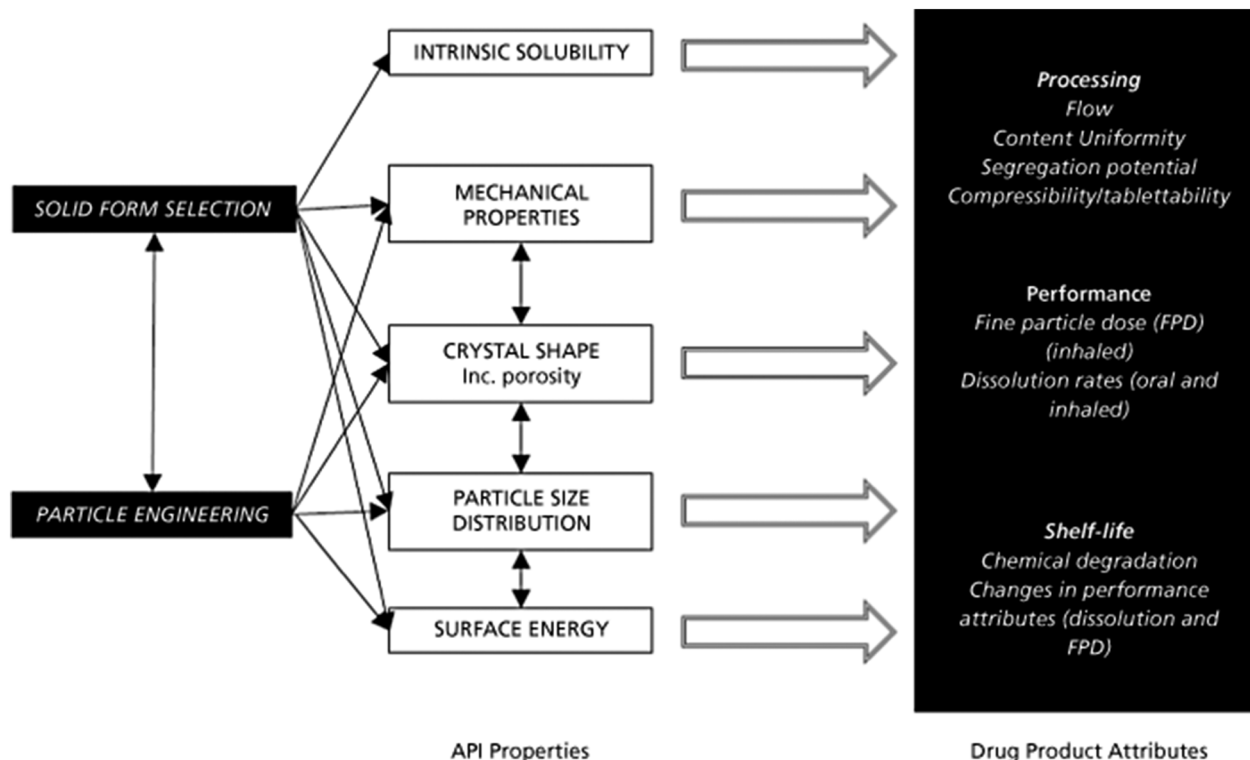 INTRINSIC SOLUBILITY
SOLID FORM SELECTION
MECHANICAL
PROPERTIES
CRYSTAL SHAPE
Inc. porosity
PARTICLE ENGINEERING
PARTICLE SIZE
DISTRIBUTION
SURFACE ENERGY
API Properties
Processing
Flow
Content Uniformity
Segregation potential
Compressibility/tablettability
Performance
Fine particle dose (FPD)
(inhaled)
Dissolution rates (oral and
inhaled)
Shelf-life
Chemical degradation
Changes in performance
attributes (dissolution and
FPD)
Drug Product Attributes